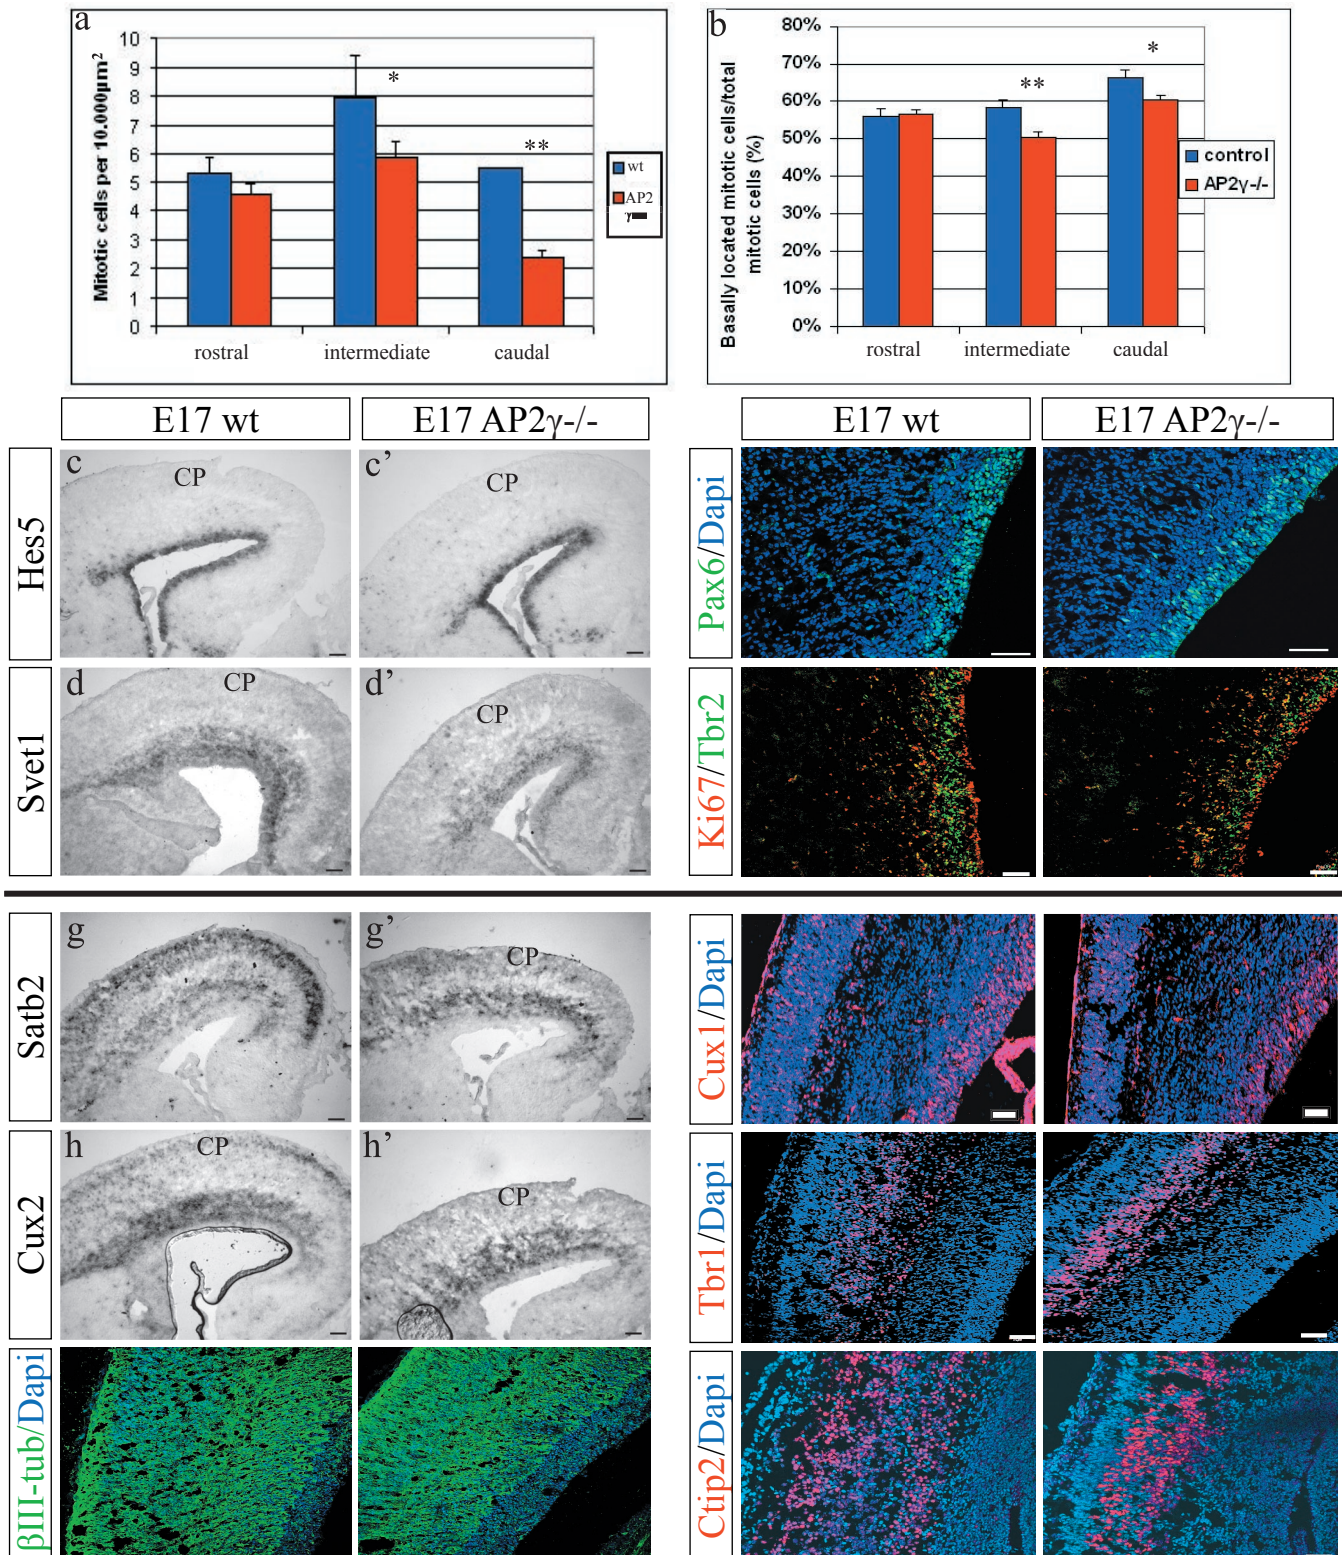 a
Mitotic cells per 10.000µm²
10
9
8
7
6
5
4
3
2
1
0
*
**
rostral
intermediate
caudal
wt
AP2
γ
b
Basally located mitotic cells/total
mitotic cells (%)
80%
70%
60%
50%
40%
30%
20%
10%
0%
**
*
rostral
intermediate
caudal
control
AP2γ-/-
E17 wt
E17 AP2γ-/-
E17 wt
E17 AP2γ-/-
Hes5
c
CP
c'
CP
Pax6/Dapi
Svet1
d
CP
d'
CP
Ki67/Tbr2
Satb2
g
g'
CP
Cux1/Dapi
Cux2
h
CP
h'
CP
Tbr1/Dapi
βIII-tub/Dapi
Ctip2/Dapi